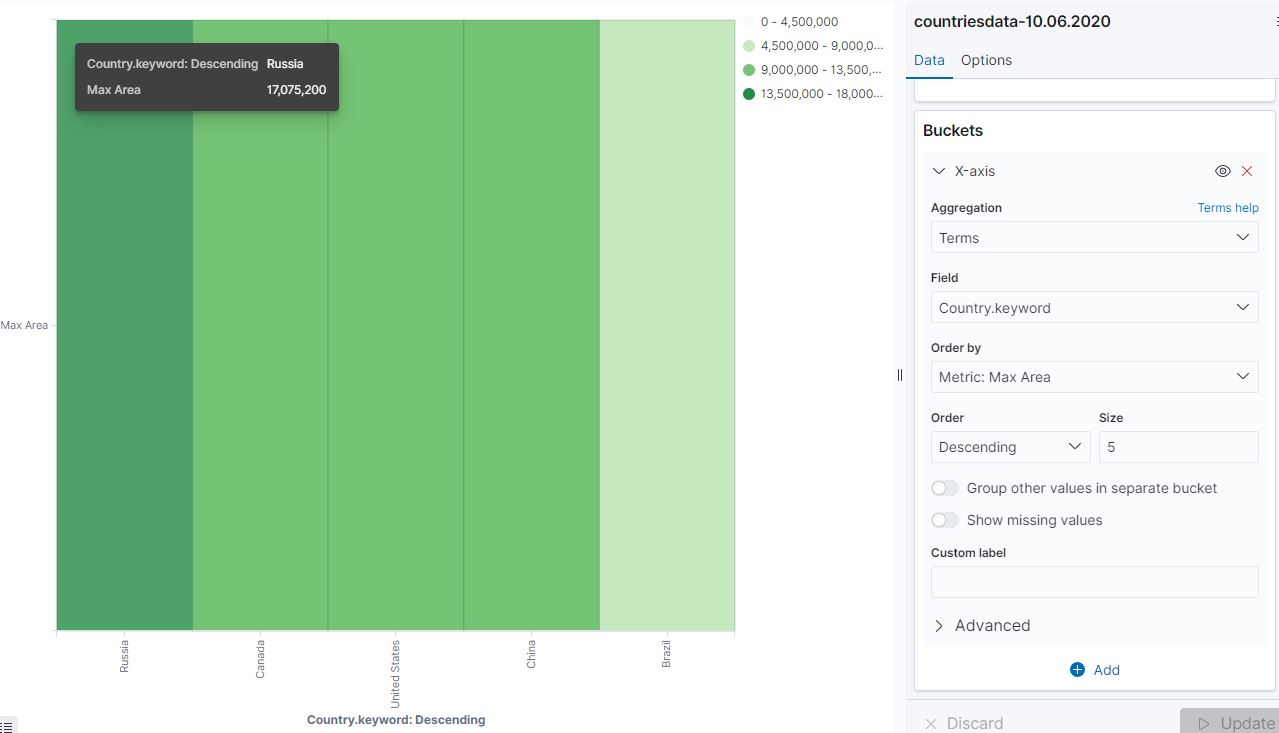 Country.keyword: Descending Russia
Max Area 17,075,200
0 - 4,500,000
4,500,000 - 9,000,0...
9,000,000 - 13,500,...
13,500,000 - 18,000...
Max Area
Russia
Canada
United States
China
Brazil
Country.keyword: Descending
countriesdata-10.06.2020
Data Options
Buckets
X-axis
Aggregation Terms help
Terms
Field
Country.keyword
Order by
Metric: Max Area
Order Size
Descending 5
Group other values in separate bucket
Show missing values
Custom label
Advanced
Add
Discard Update